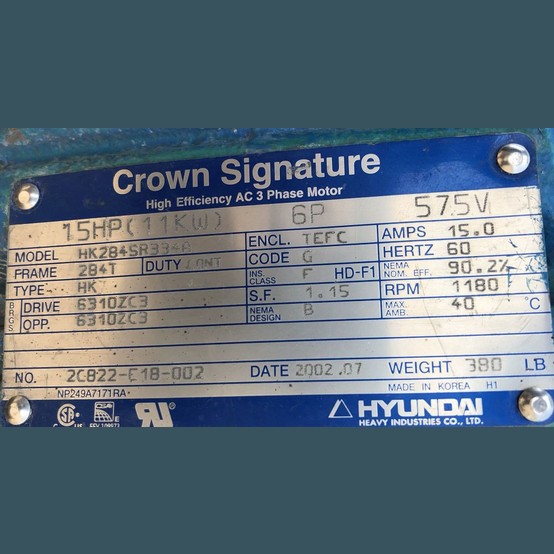 Crown Signature
High Efficiency AC 3 Phase Motor
15HP(11KW) 6P 575V
MODEL ENCL. TEFC AMPS 15.0
FRAME 284T DUTY CONT CODE G HERTZ 60
TYPE HK INS. CLASS F HD-F1 NEMA NOM. EFF. 90.2%
BRGS DRIVE 6310ZC3 S.F. 1.15 RPM 1180
OPP. 6310ZC3 NEMA DESIGN B MAX. AMB. 40 °C
NO. 2C822-E18-002 DATE 2002.07 WEIGHT 380 LB
NP249A7171RA MADE IN KOREA H1
HYUNDAI
HEAVY INDUSTRIES CO., LTD.